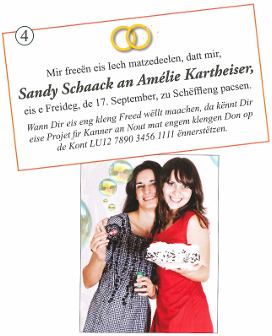 4
Mir freeën eis Iech matzedeelen, datt mir,
Sandy Schaack an Amélie Kartheiser,
eis e Freideg, de 17. September, zu Schëffleng pacsen.
Wann Dir eis eng kleng Freed wëllt maachen, da kënnt Dir
eise Projet fir Kanner an Nout mat engem klengen Don op
de Kont LU12 7890 3456 1111 ënnerstëtzen.